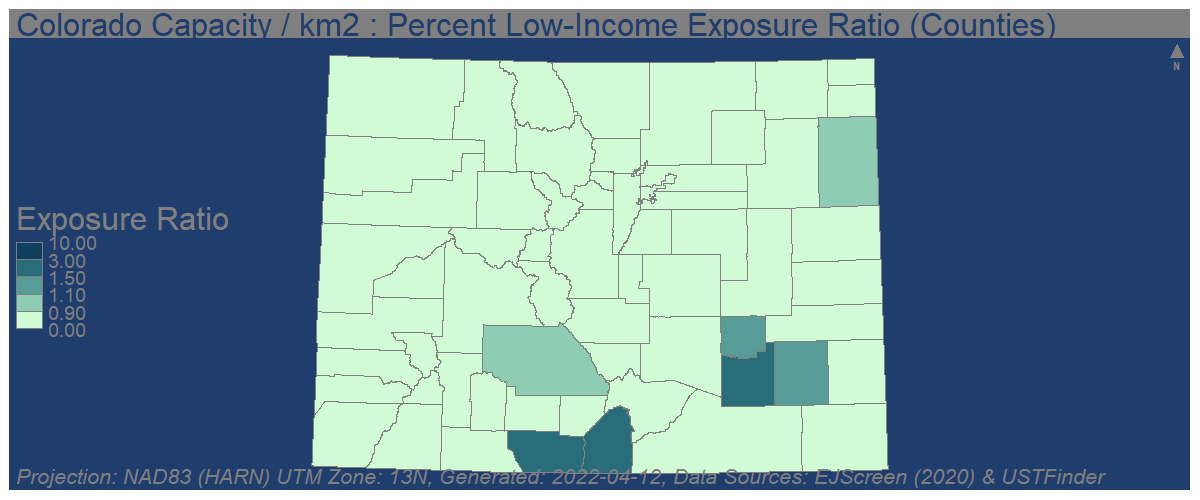 Colorado Capacity / km2 : Percent Low-Income Exposure Ratio (Counties)
N
Exposure Ratio
10.00
3.00
1.50
1.10
0.90
0.00
Projection: NAD83 (HARN) UTM Zone: 13N, Generated: 2022-04-12, Data Sources: EJScreen (2020) & USTFinder